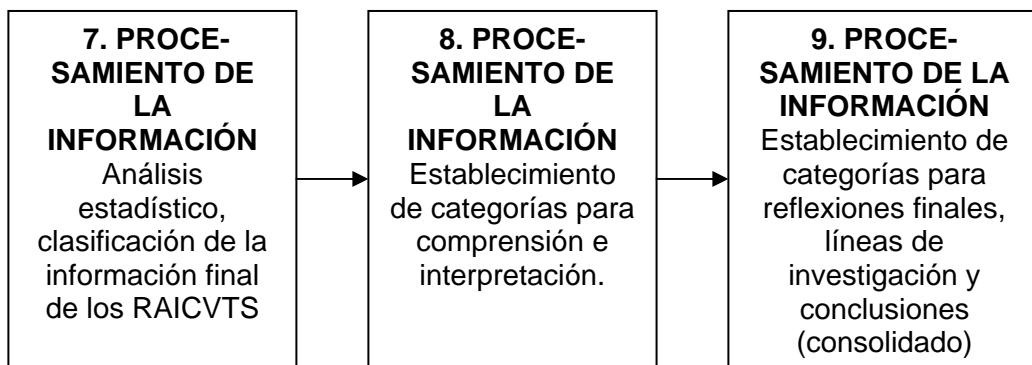 7. PROCE-
SAMIENTO DE
LA
INFORMACIÓN
Análisis
estadístico,
clasificación de la
información final
de los RAICVTS
8. PROCE-
SAMIENTO DE
LA
INFORMACIÓN
Establecimiento
de categorías para
comprensión e
interpretación.
9. PROCE-
SAMIENTO DE LA
INFORMACIÓN
Establecimiento de
categorías para
reflexiones finales,
líneas de
investigación y
conclusiones
(consolidado)